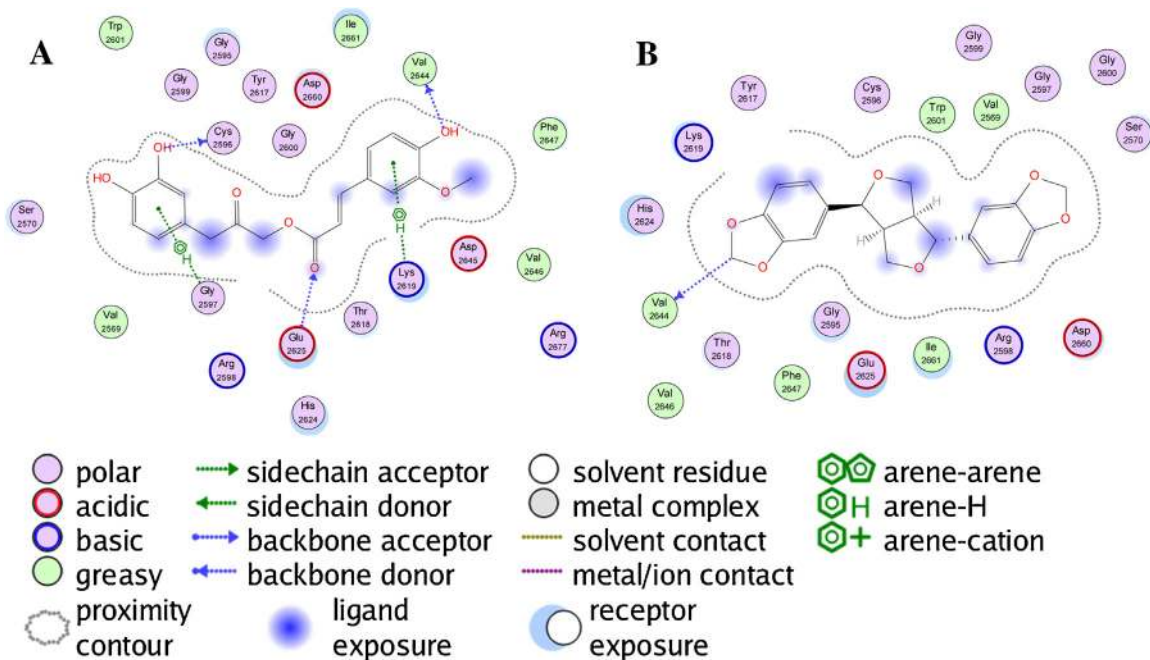 A
Trp
2601
Gly
2595
Ile
2661
Gly
2599
Tyr
2617
Asp
2660
Val
2644
Cys
2596
Gly
2600
OH
Phe
2647
OH
HO
O
O
Ser
2570
O
O
H
H
Gly
2597
Lys
2619
Asp
2645
Val
2646
Val
2569
Thr
2618
Glu
2625
Arg
2598
Arg
2677
His
2624
B
Gly
2599
Gly
2600
Tyr
2617
Cys
2596
Gly
2597
Trp
2601
Val
2569
Ser
2570
Lys
2619
His
2624
O
O
O
H
H
O
O
O
Val
2644
Gly
2595
Thr
2618
Glu
2625
Ile
2661
Arg
2598
Asp
2660
Phe
2647
Val
2646
polar
sidechain acceptor
solvent residue
arene-arene
acidic
sidechain donor
metal complex
H arene-H
basic
backbone acceptor
solvent contact
+ arene-cation
greasy
backbone donor
metal/ion contact
proximity
contour
ligand
exposure
receptor
exposure